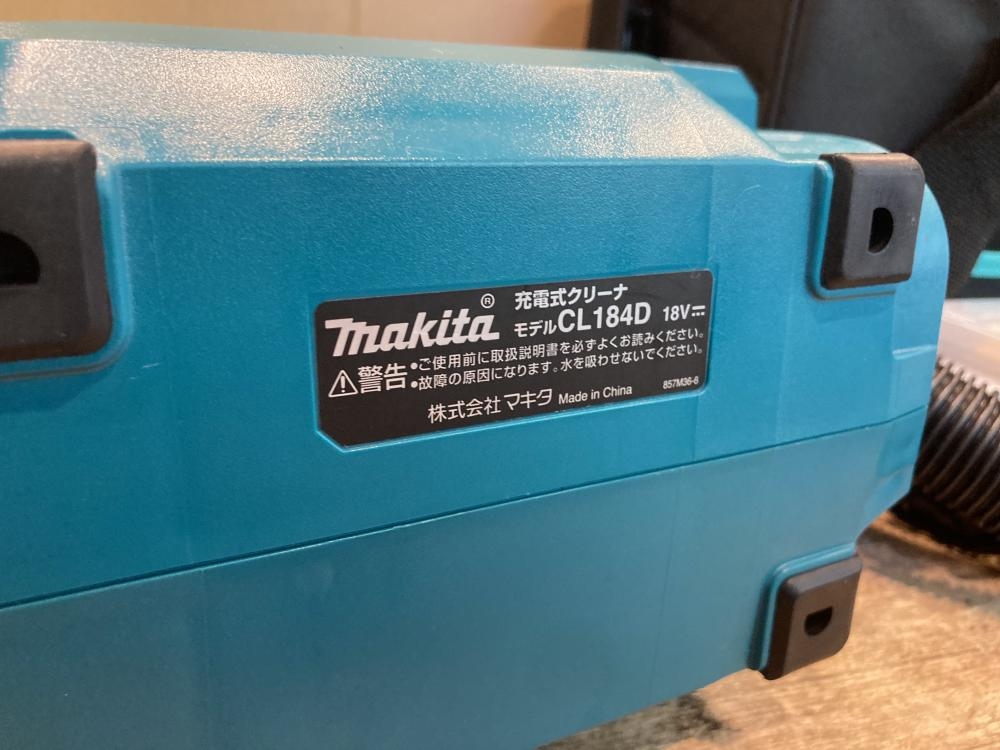 makita®
充電式クリーナ
モデルCL184D 18V⎓
⚠警告
•ご使用前に取扱説明書を必ずよくお読みください。
•故障の原因になります。水を吸わせないでください。
857M36-6
株式会社マキタ Made in China